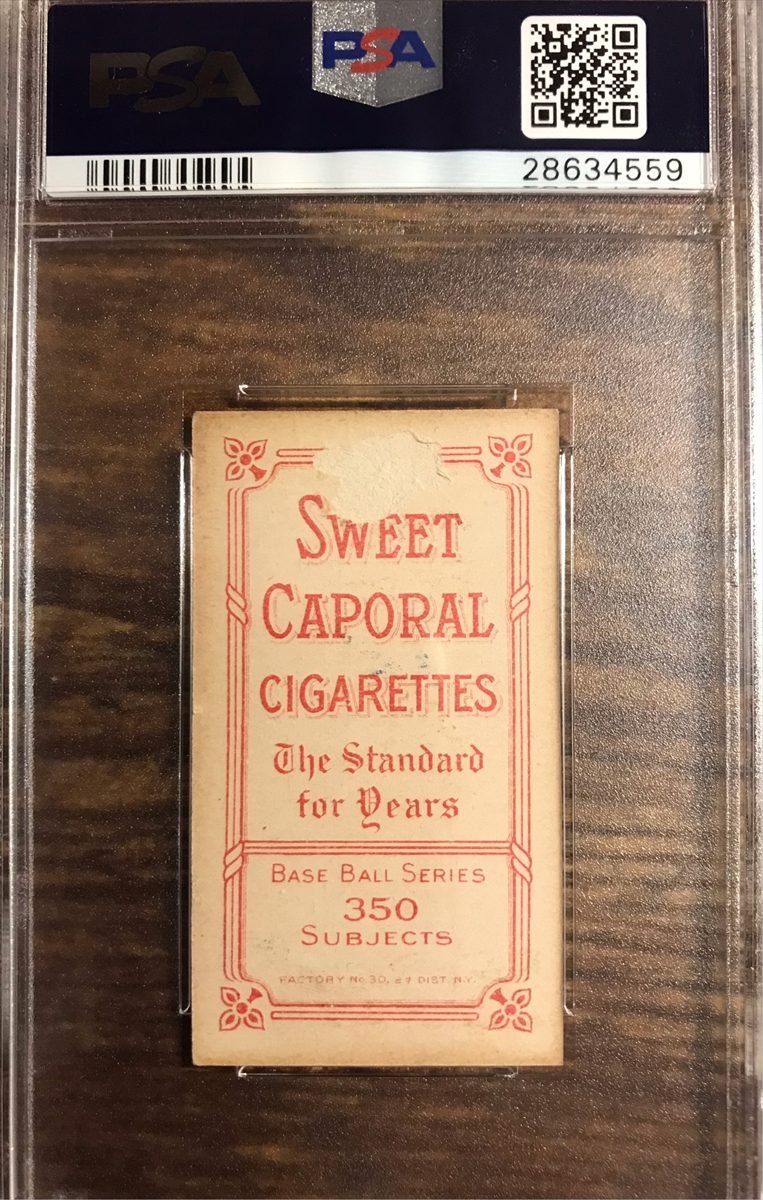 PSA
PSA
28634559
SWEET
CAPORAL
CIGARETTES
The Standard
for Years
BASE BALL SERIES
350
SUBJECTS
FACTORY No. 30, 2d DIST. N.Y.